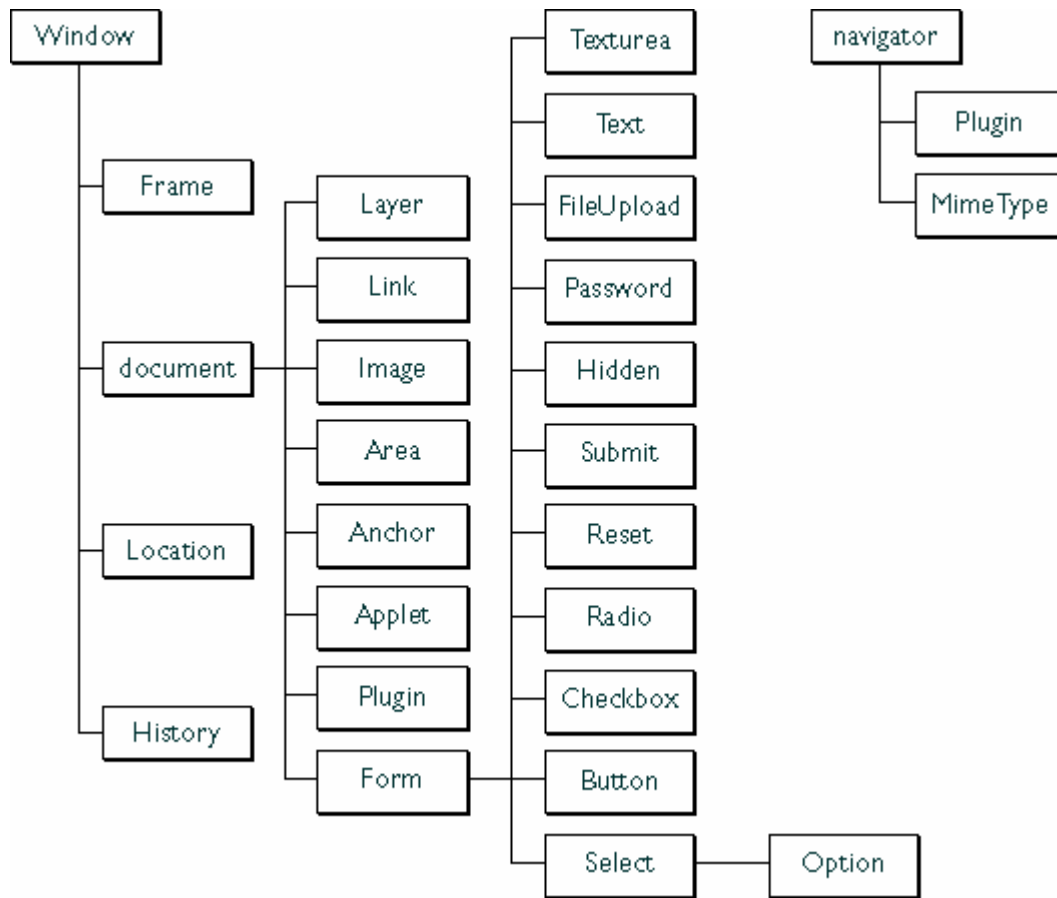 Window
Frame
document
Location
History
Layer
Link
Image
Area
Anchor
Applet
Plugin
Form
Texturea
Text
FileUpload
Password
Hidden
Submit
Reset
Radio
Checkbox
Button
Select
Option
navigator
Plugin
MimeType